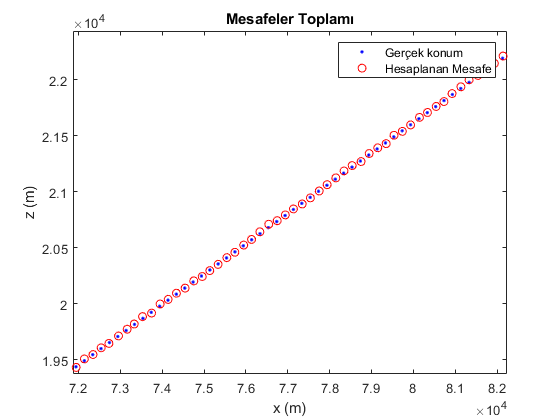 Mesafeler Toplamı
×10⁴
Gerçek konum
Hesaplanan Mesafe
2.2
2.15
2.1
2.05
2
1.95
z (m)
7.2 7.3 7.4 7.5 7.6 7.7 7.8 7.9 8 8.1 8.2
x (m)
×10⁴